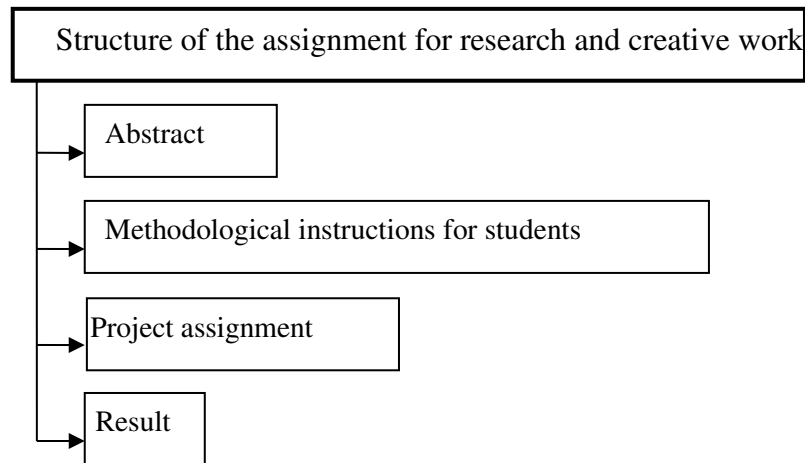 Structure of the assignment for research and creative work
Abstract
Methodological instructions for students
Project assignment
Result